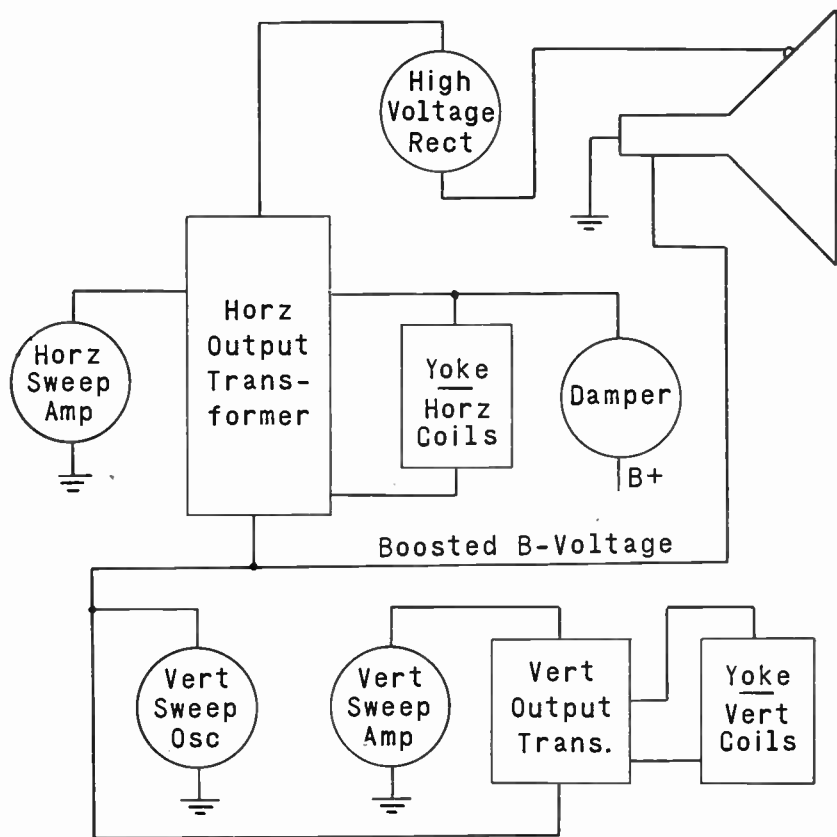 High
Voltage
Rect
Horz
Output
Trans-
former
Horz
Sweep
Amp
Yoke
Horz
Coils
Damper
B+
Boosted B-Voltage
Vert
Sweep
Osc
Vert
Sweep
Amp
Vert
Output
Trans.
Yoke
Vert
Coils